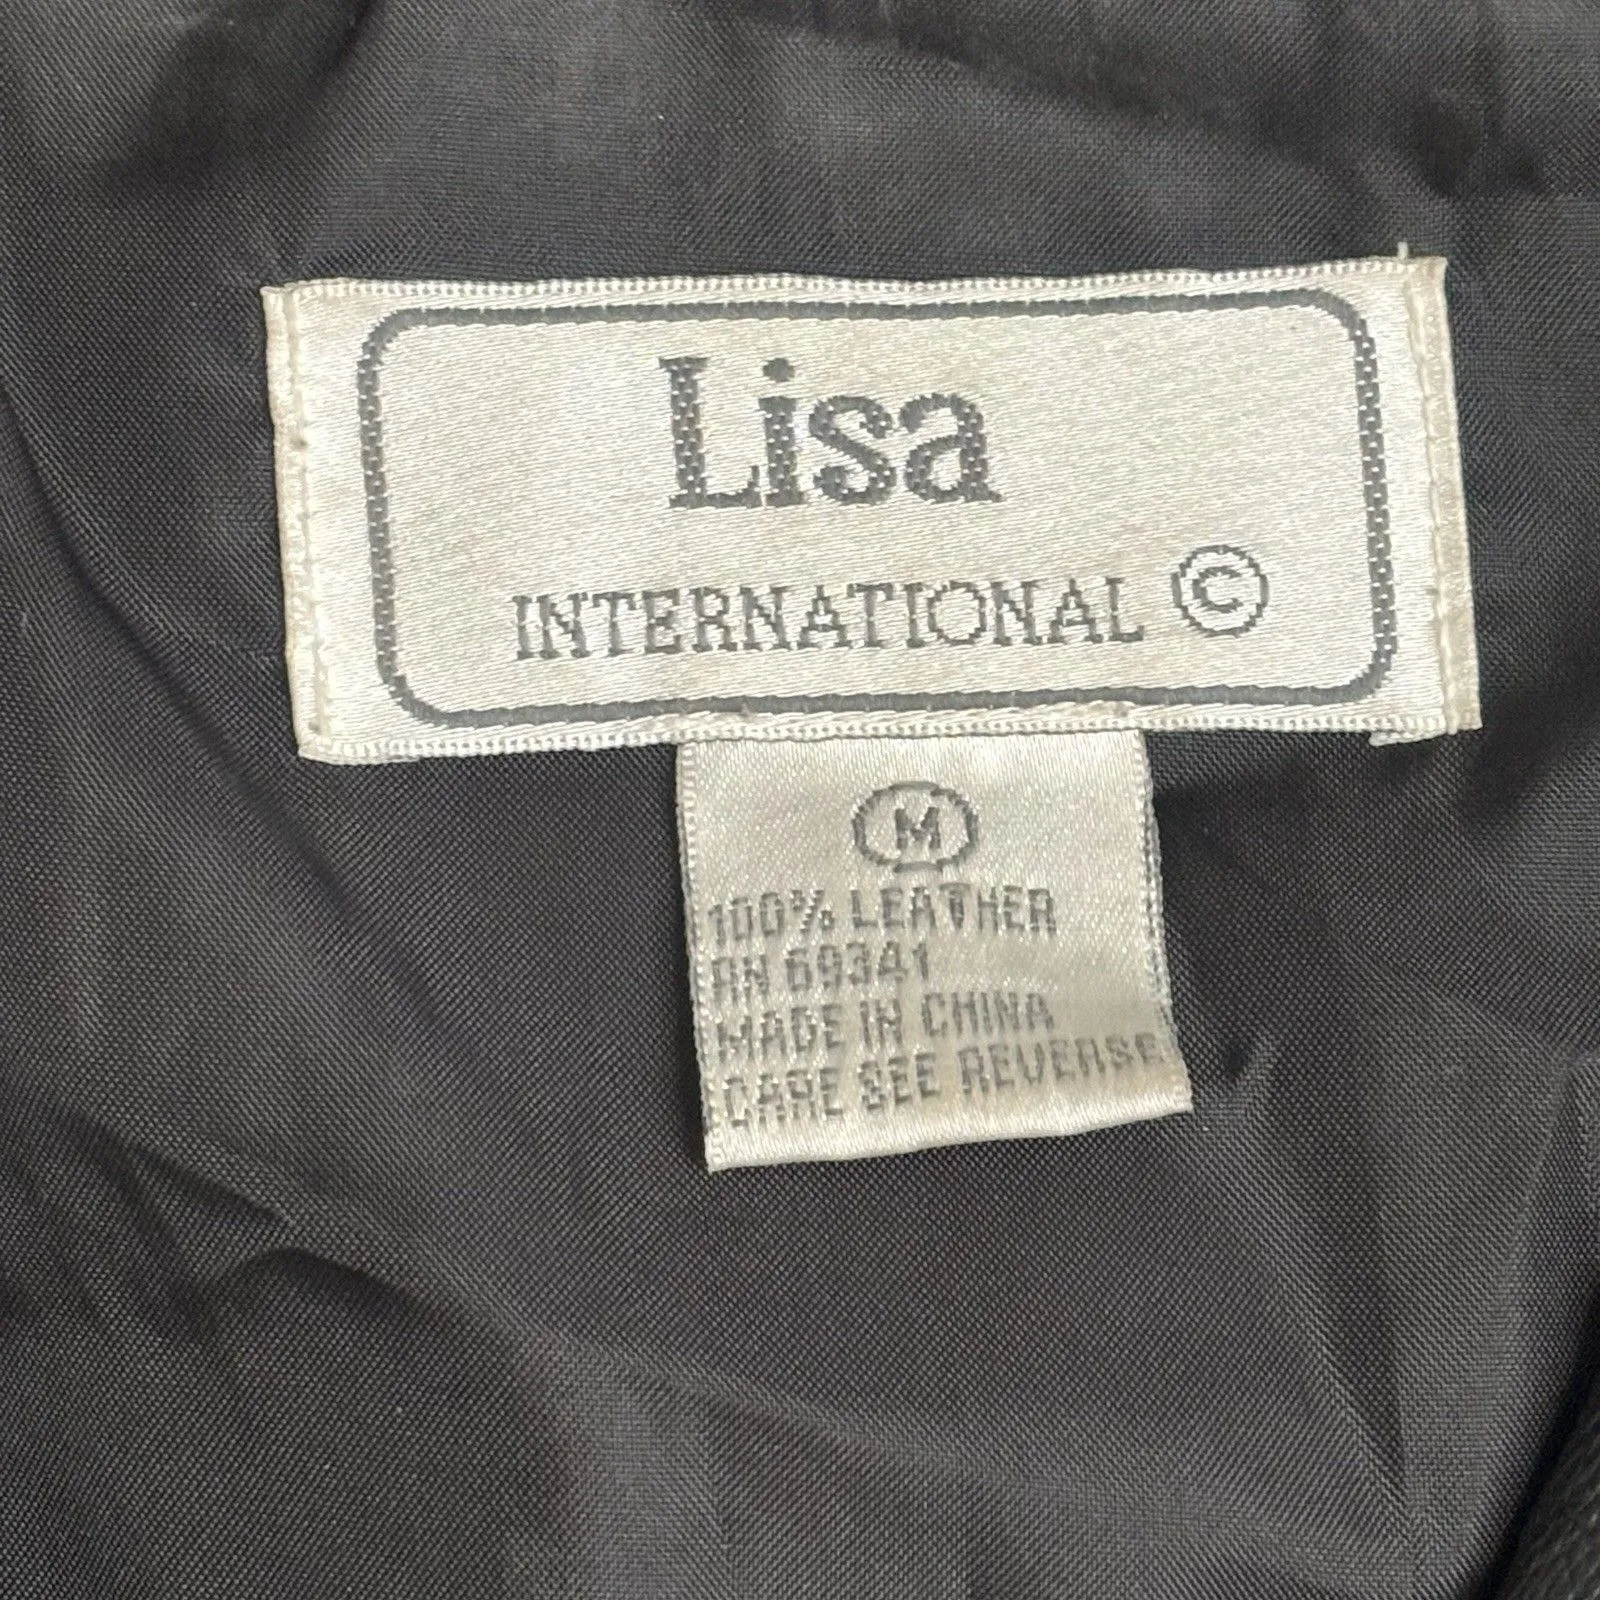 Lisa
INTERNATIONAL ©
M
100% LEATHER
RN 69341
MADE IN CHINA
CARE SEE REVERSE